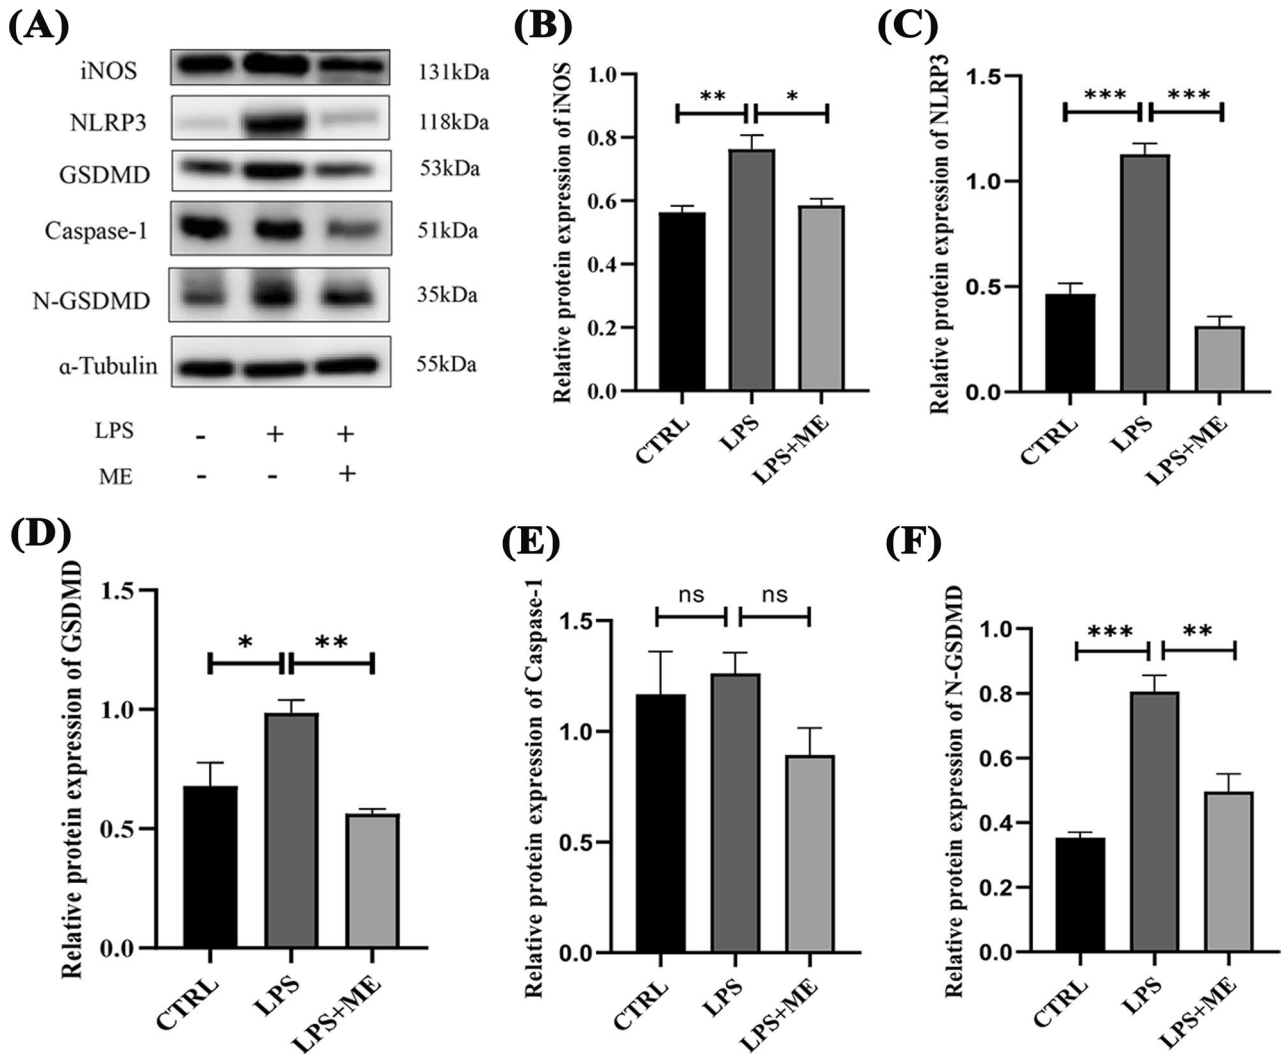 (A)
iNOS 131kDa
NLRP3 118kDa
GSDMD 53kDa
Caspase-1 51kDa
N-GSDMD 35kDa
α-Tubulin 55kDa
LPS - + +
ME - - +
(B)
Relative protein expression of iNOS
1.0
0.8
0.6
0.4
0.2
0.0
** *
CTRL LPS LPS+ME
(C)
Relative protein expression of NLRP3
1.5
1.0
0.5
0.0
*** ***
CTRL LPS LPS+ME
(D)
Relative protein expression of GSDMD
1.5
1.0
0.5
0.0
* **
CTRL LPS LPS+ME
(E)
Relative protein expression of Caspase-1
1.5
1.0
0.5
0.0
ns ns
CTRL LPS LPS+ME
(F)
Relative protein expression of N-GSDMD
1.0
0.8
0.6
0.4
0.2
0.0
*** **
CTRL LPS LPS+ME